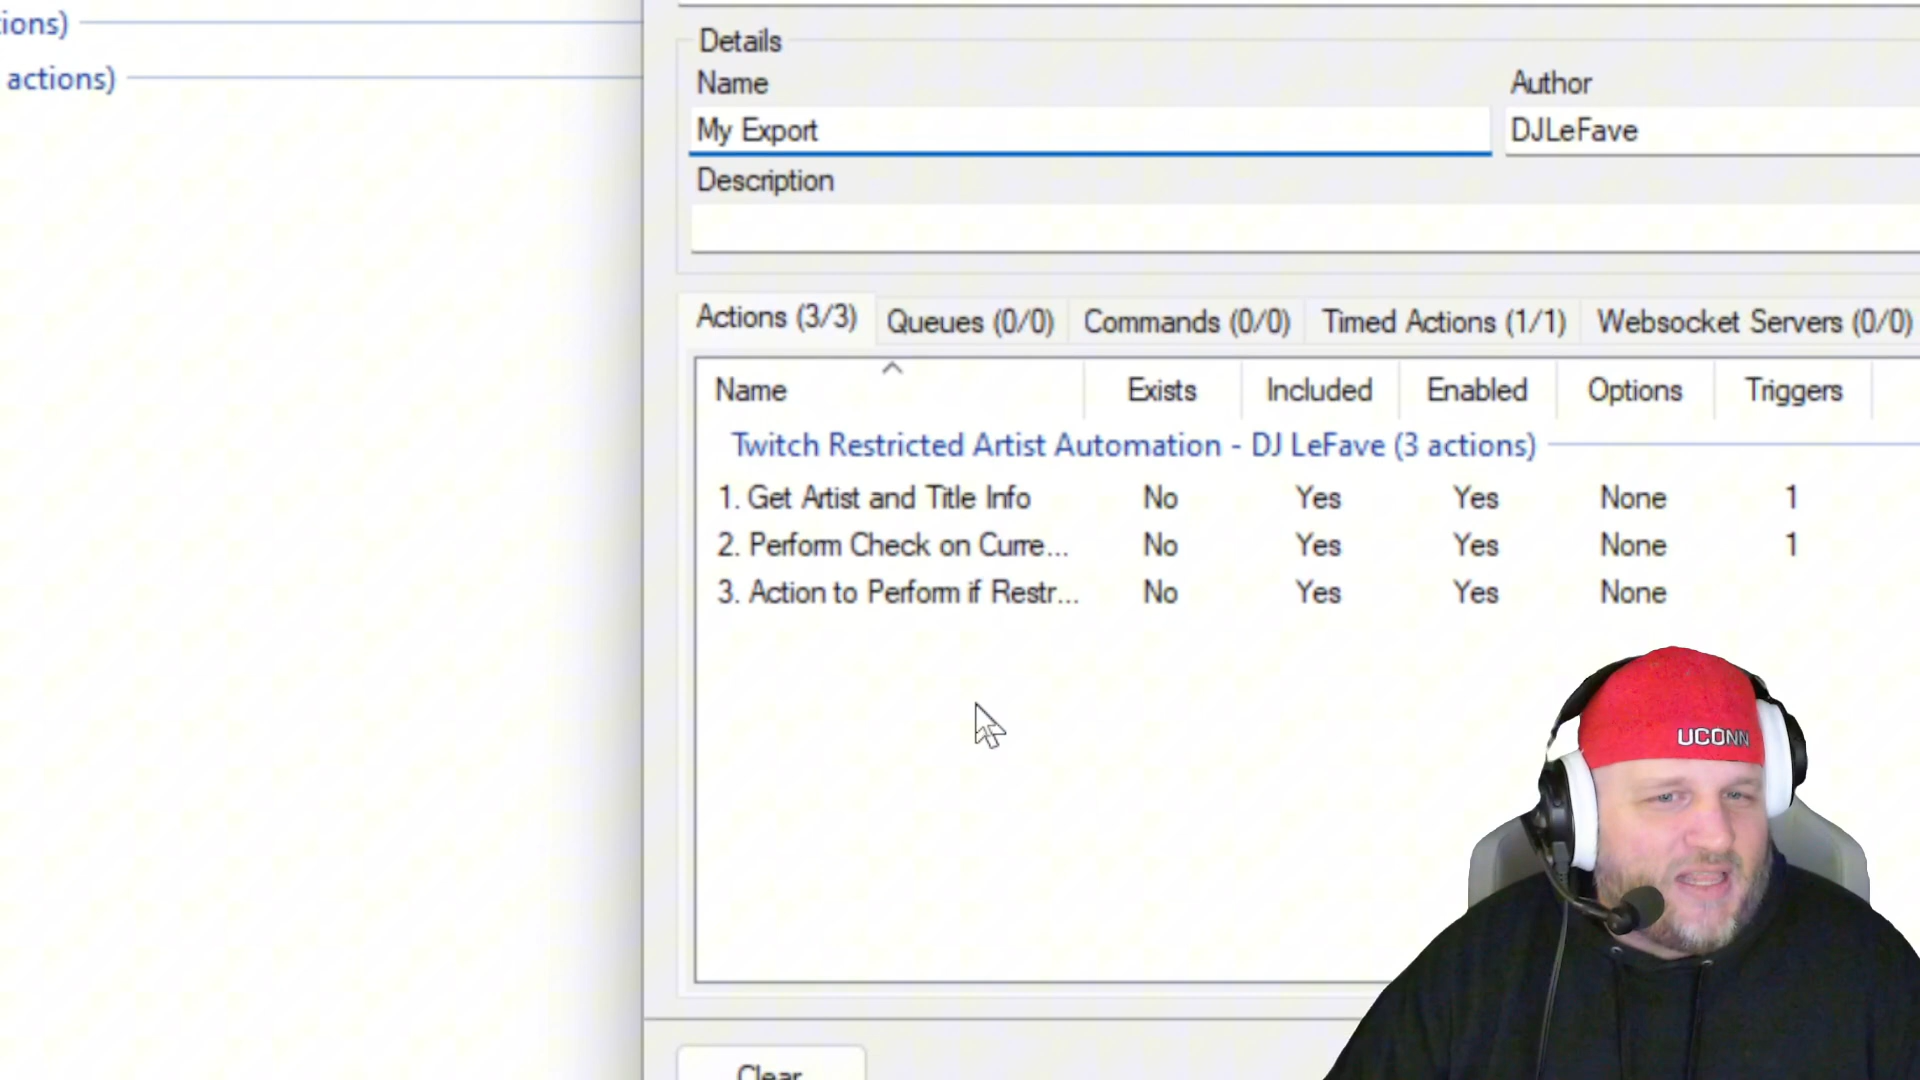 ions)
actions)
Details
Name
Author
My Export
DJLeFave
Description
Actions (3/3) Queues (0/0) Commands (0/0) Timed Actions (1/1) Websocket Servers (0/0)
Name Exists Included Enabled Options Triggers
Twitch Restricted Artist Automation - DJ LeFave (3 actions)
1. Get Artist and Title Info No Yes Yes None 1
2. Perform Check on Curre... No Yes Yes None 1
3. Action to Perform if Restr... No Yes Yes None
UCONN
Clear